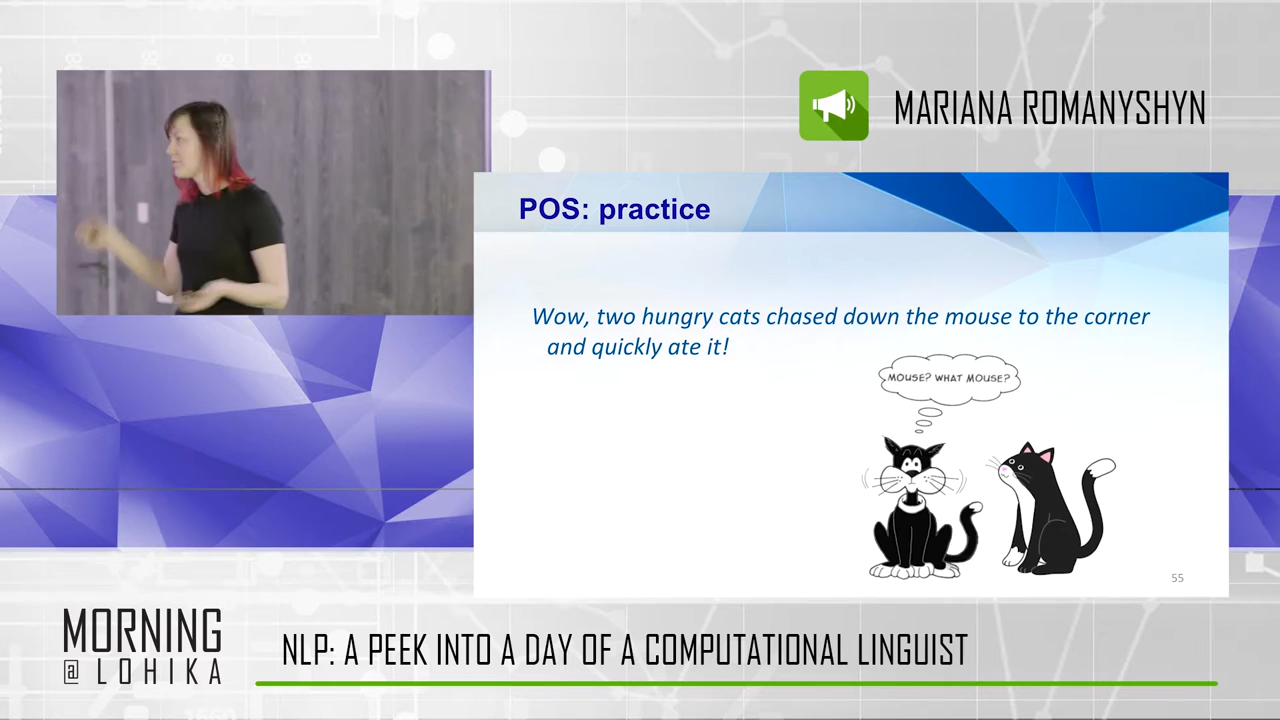 MARIANA ROMANYSHYN
POS: practice
Wow, two hungry cats chased down the mouse to the corner
and quickly ate it!
MOUSE? WHAT MOUSE?
55
MORNING
@ LOHIKA
NLP: A PEEK INTO A DAY OF A COMPUTATIONAL LINGUIST